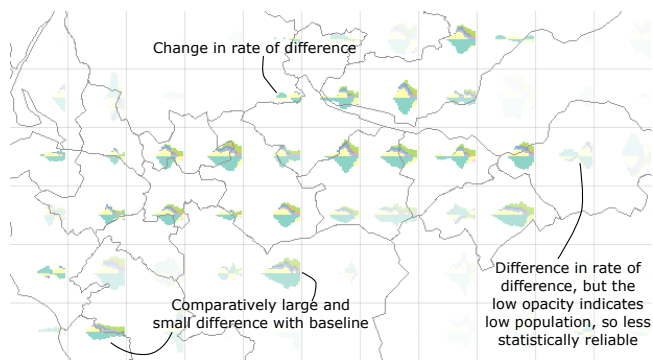 Change in rate of difference
Comparatively large and
small difference with baseline
Difference in rate of
difference, but the
low opacity indicates
low population, so less
statistically reliable